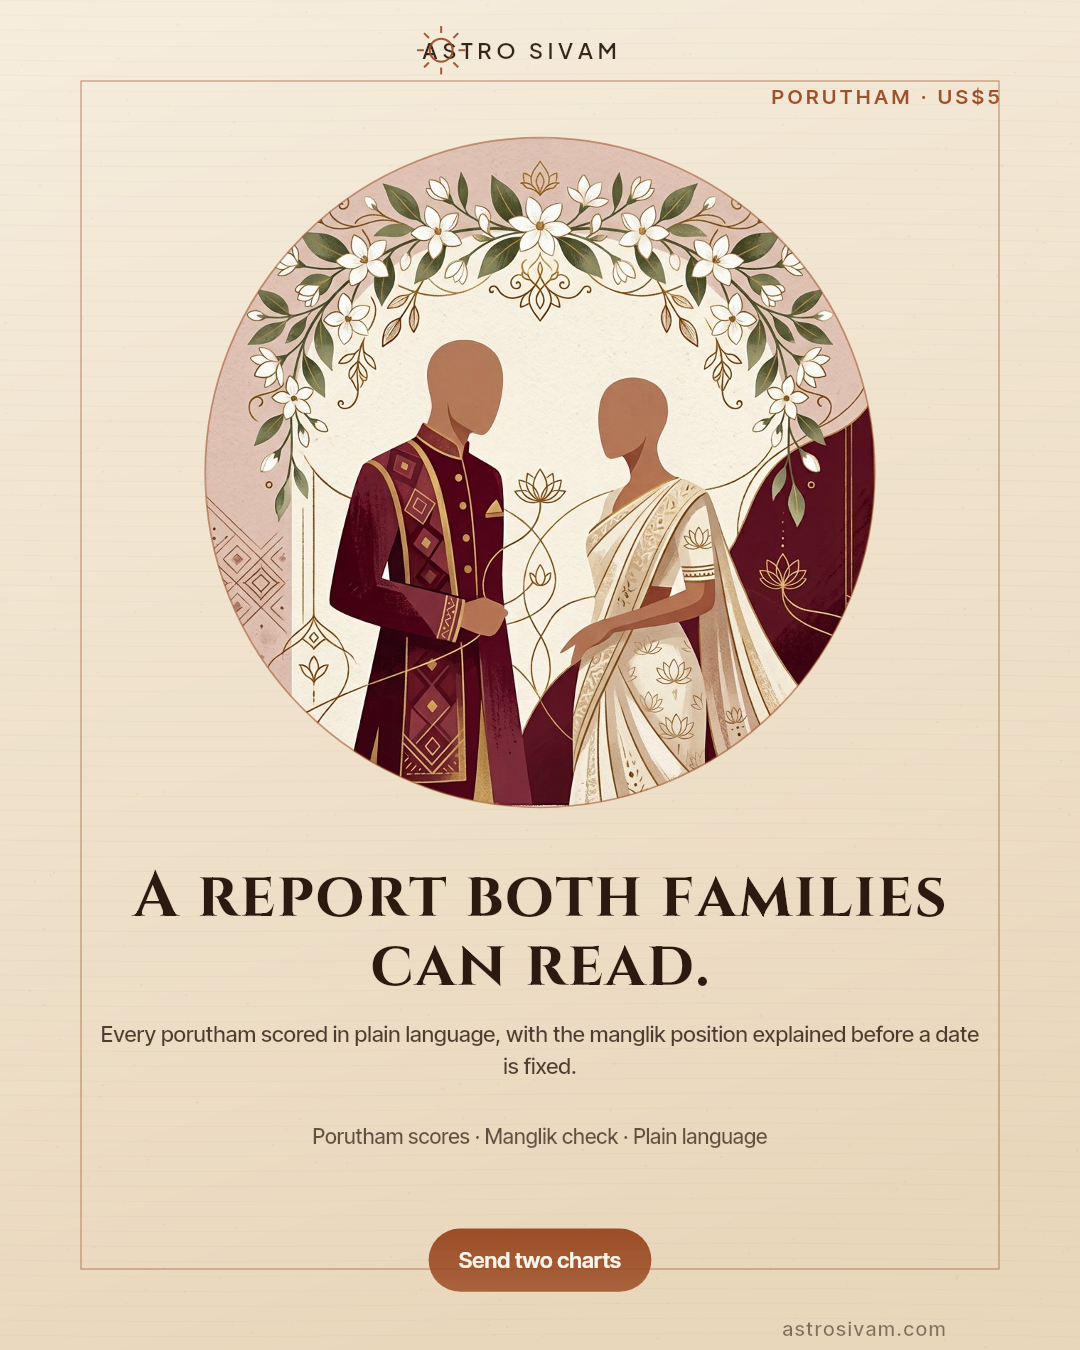 ASTRO SIVAM
PORUTHAM · US$5
A REPORT BOTH FAMILIES
CAN READ.
Every porutham scored in plain language, with the manglik position explained before a date
is fixed.
Porutham scores · Manglik check · Plain language
Send two charts
astrosivam.com